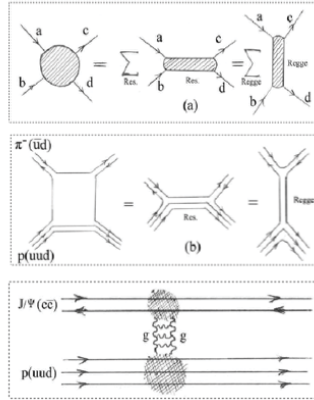 a c a c a c
= ∑ = ∑
Res. Res. Regge Regge
b d b d b d
(a)
π⁻(ūd)
= =
Res. Regge
p(uud) (b)
J/Ψ(cc̄)
g g
p(uud)